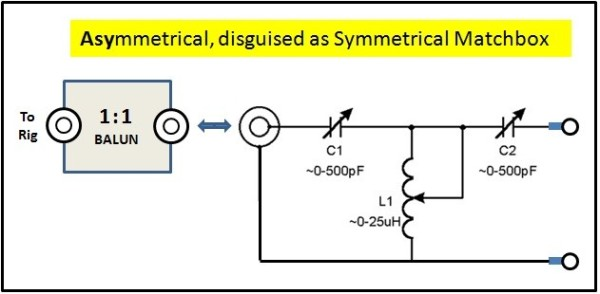 Asymmetrical, disguised as Symmetrical Matchbox
To
Rig
1:1
BALUN
C1
~0-500pF
C2
~0-500pF
L1
~0-25uH